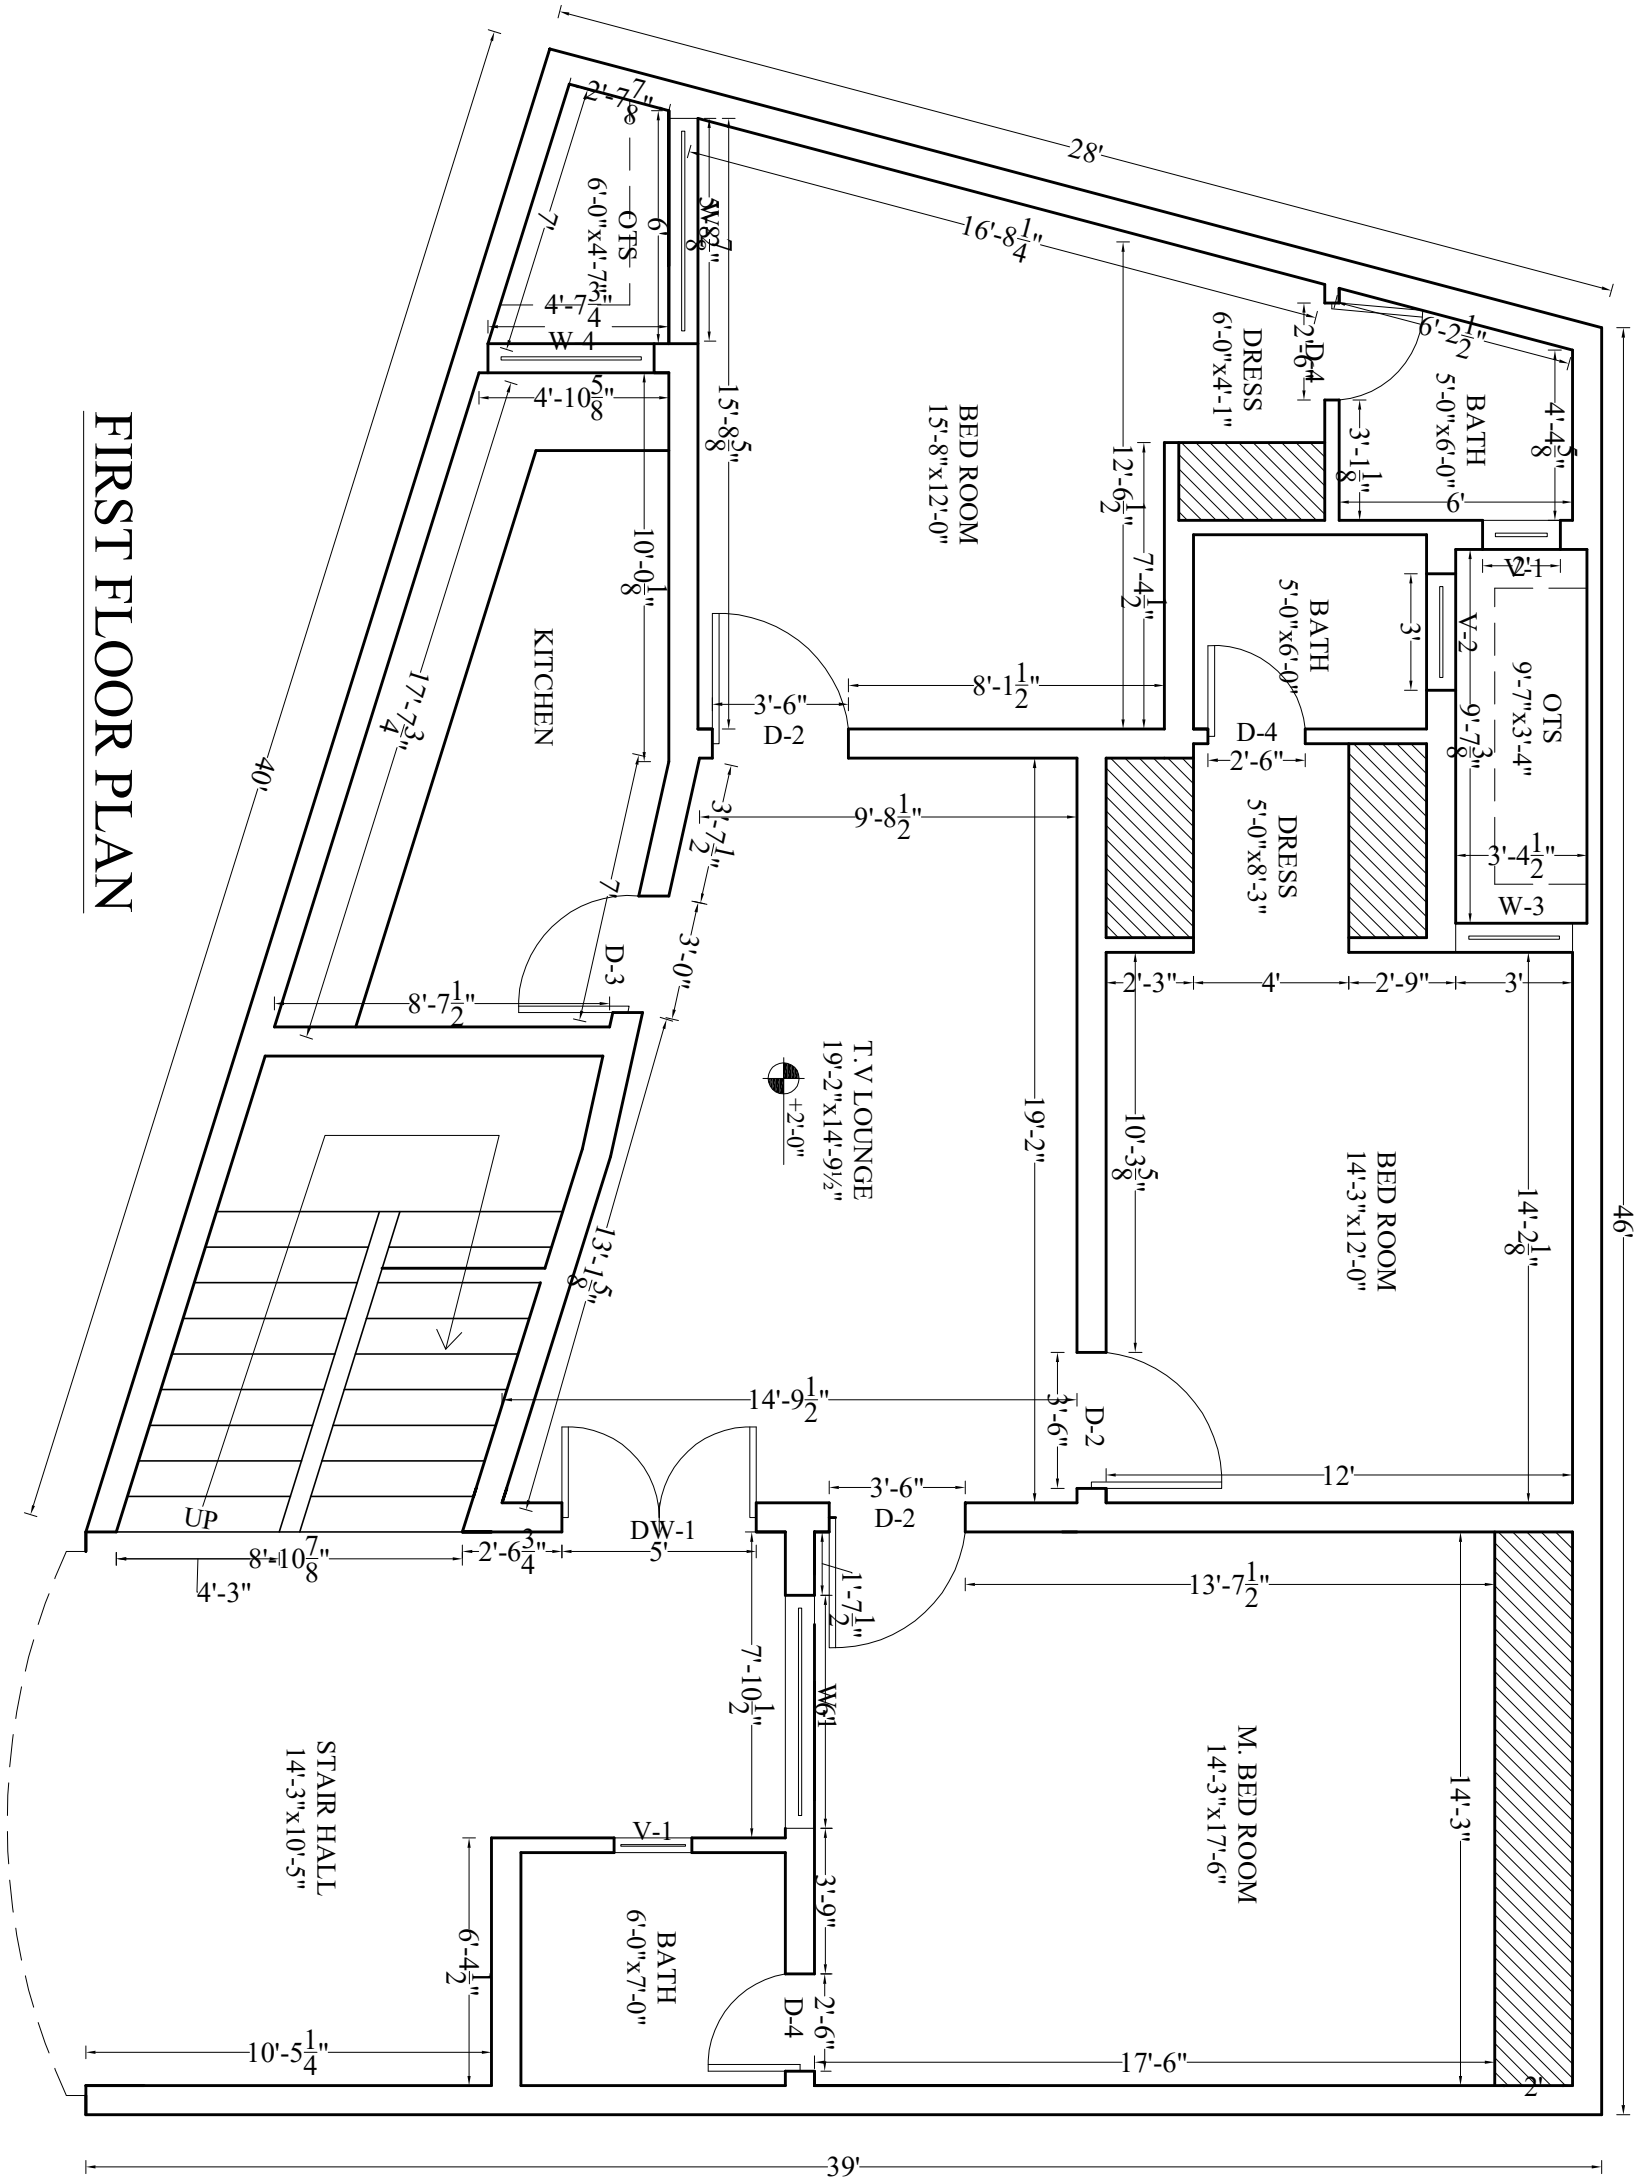 28'
2'-7 7/8"
OTS
6'-0"x4'-7"
7'
6'
4'-7 3/4"
W-4
4'-10 5/8"
15'-8 5/8"
16'-8 1/4"
BED ROOM
15'-8"x12'-0"
12'-6 1/2"
7'-4 1/2"
DRESS
6'-0"x4'-1"
D-4
2'-6"
6'-2 1/2"
BATH
5'-0"x6'-0"
4'-4 5/8"
3'-1 1/8"
6'
V-1
2'
BATH
5'-0"x6'-0"
3'
V-2
OTS
9'-7"x3'-4"
9'-7 3/8"
3'-4 1/2"
W-3
40'
17'-7 3/4"
KITCHEN
10'-0 1/8"
3'-6"
D-2
8'-1 1/2"
D-4
2'-6"
9'-8 1/2"
3'-7 1/2"
DRESS
5'-0"x8'-3"
7'
D-3
3'-0"
8'-7 1/2"
2'-3"
4'
2'-9"
3'
T.V LOUNGE
19'-2"x14'-9½"
+2'-0"
19'-2"
10'-3 5/8"
BED ROOM
14'-3"x12'-0"
14'-2 1/8"
46'
13'-1 5/8"
14'-9 1/2"
3'-6"
D-2
12'
UP
8'-10 7/8"
4'-3"
2'-6 3/4"
DW-1
5'
3'-6"
D-2
1'-7 1/2"
13'-7 1/2"
7'-10 1/2"
W-1
6'
M. BED ROOM
14'-3"x17'-6"
14'-3"
STAIR HALL
14'-3"x10'-5"
V-1
3'-9"
BATH
6'-0"x7'-0"
6'-4 1/2"
D-4
2'-6"
10'-5 1/4"
17'-6"
2'
39'
FIRST FLOOR PLAN